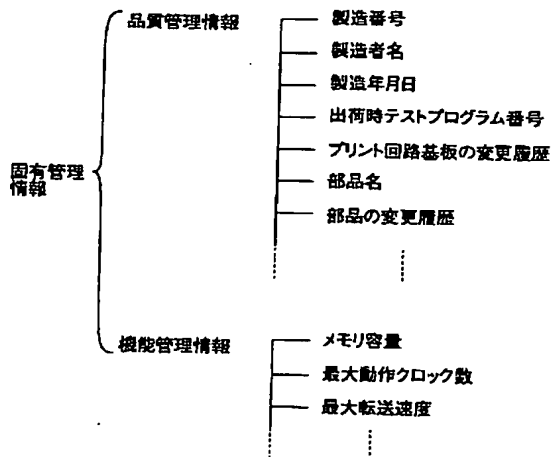 品質管理情報
製造番号
製造者名
製造年月日
出荷時テストプログラム番号
プリント回路基板の変更履歴
部品名
部品の変更履歴
固有管理
情報
機能管理情報
メモリ容量
最大動作クロック数
最大転送速度